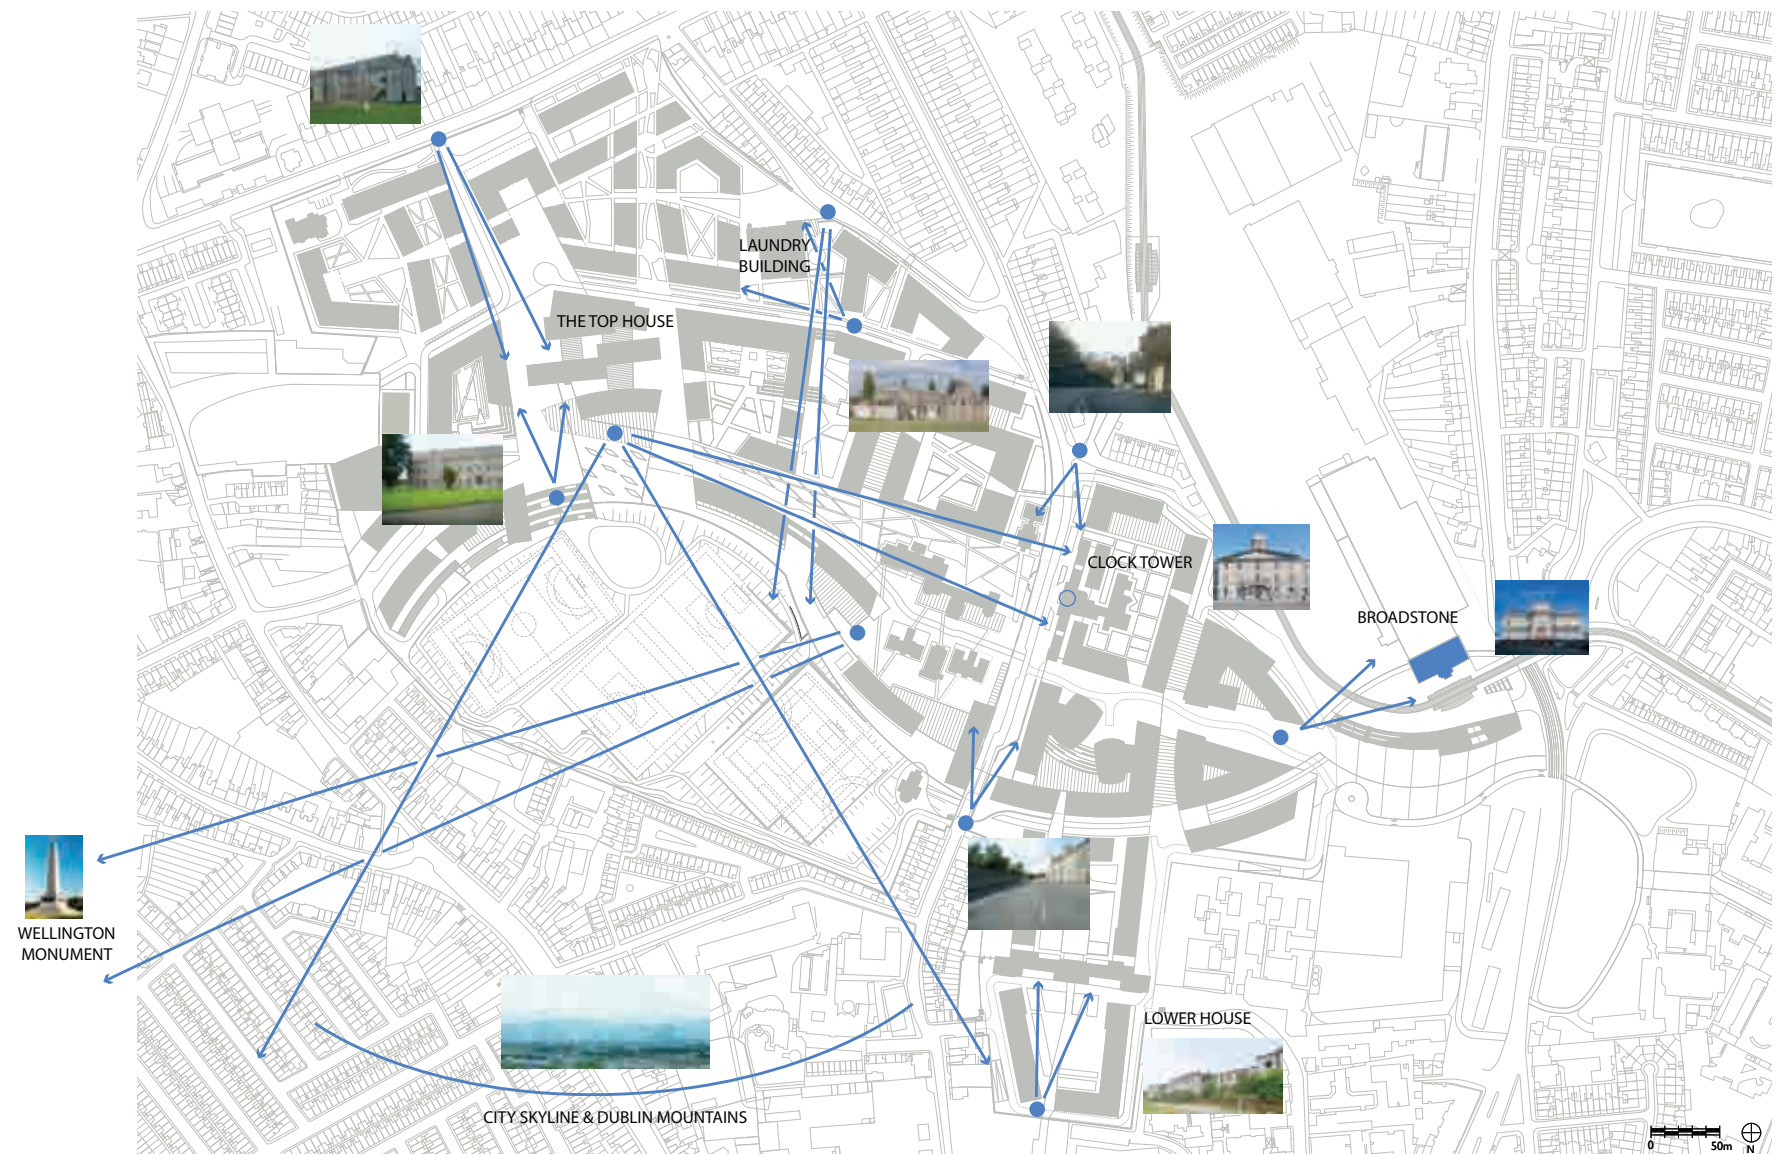 LAUNDRY
BUILDING
THE TOP HOUSE
CLOCK TOWER
BROADSTONE
WELLINGTON
MONUMENT
LOWER HOUSE
CITY SKYLINE & DUBLIN MOUNTAINS
0 50m N